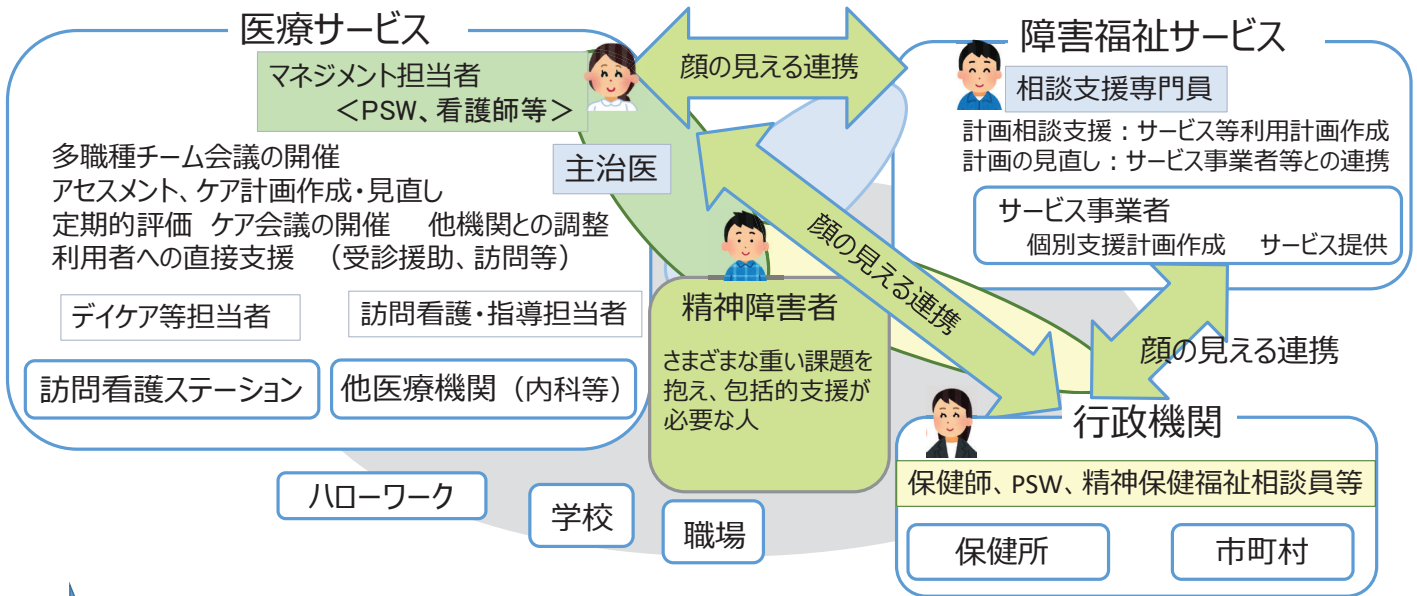 医療サービス
マネジメント担当者
＜PSW、看護師等＞
主治医
多職種チーム会議の開催
アセスメント、ケア計画作成・見直し
定期的評価　ケア会議の開催　他機関との調整
利用者への直接支援　（受診援助、訪問等）
デイケア等担当者
訪問看護・指導担当者
訪問看護ステーション
他医療機関（内科等）
顔の見える連携
障害福祉サービス
相談支援専門員
計画相談支援：サービス等利用計画作成
計画の見直し：サービス事業者等との連携
サービス事業者
個別支援計画作成　サービス提供
顔の見える連携
顔の見える連携
精神障害者
さまざまな重い課題を
抱え、包括的支援が
必要な人
行政機関
保健師、PSW、精神保健福祉相談員等
保健所
市町村
ハローワーク
学校
職場